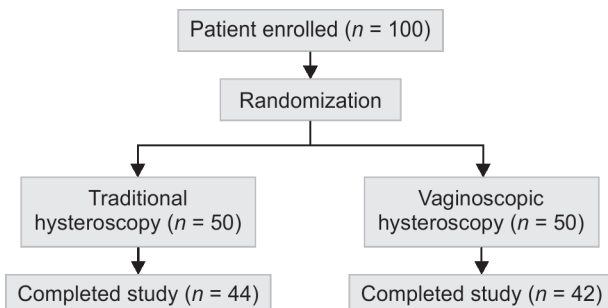 Patient enrolled (n = 100)
Randomization
Traditional
hysteroscopy (n = 50)
Vaginoscopic
hysteroscopy (n = 50)
Completed study (n = 44)
Completed study (n = 42)